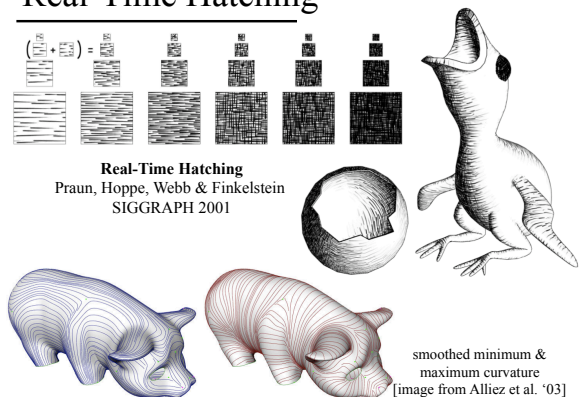 Real-Time Hatching
( + ) =
Real-Time Hatching
Praun, Hoppe, Webb & Finkelstein
SIGGRAPH 2001
smoothed minimum &
maximum curvature
[image from Alliez et al. ‘03]